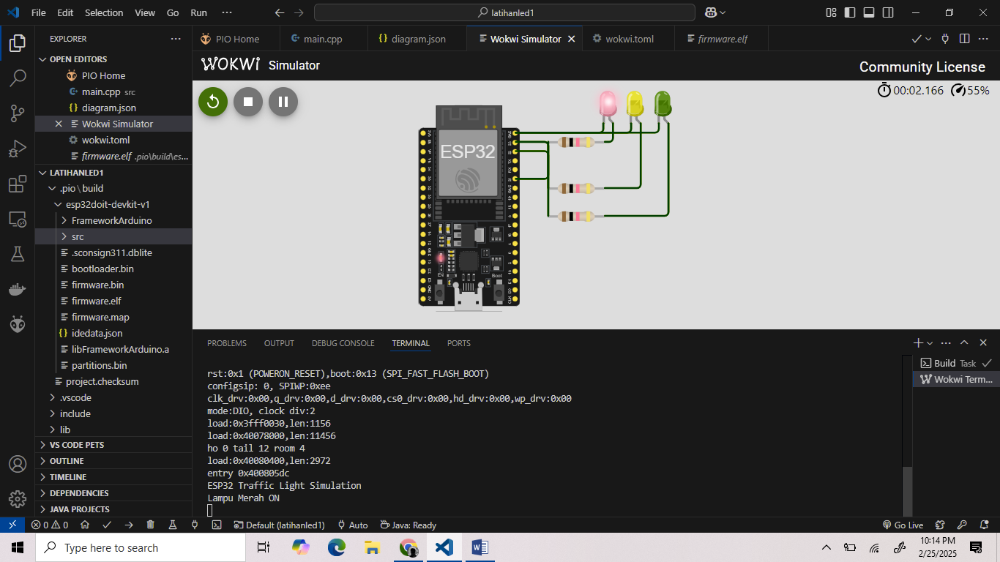 File Edit Selection View Go Run ··· latihanled1
EXPLORER ···
OPEN EDITORS
PIO Home
main.cpp src
diagram.json
Wokwi Simulator
wokwi.toml
firmware.elf .pio\build\es...
LATIHANLED1
.pio \ build
esp32doit-devkit-v1
FrameworkArduino
src
.sconsign311.dblite
bootloader.bin
firmware.bin
firmware.elf
firmware.map
idedata.json
libFrameworkArduino.a
partitions.bin
project.checksum
.vscode
include
lib
VS CODE PETS
OUTLINE
TIMELINE
DEPENDENCIES
JAVA PROJECTS
PIO Home main.cpp diagram.json Wokwi Simulator wokwi.toml firmware.elf
WOKWI Simulator Community License
00:02.166 55%
ESP32
EN Boot
PROBLEMS OUTPUT DEBUG CONSOLE TERMINAL PORTS
rst:0x1 (POWERON_RESET),boot:0x13 (SPI_FAST_FLASH_BOOT)
configsip: 0, SPIWP:0xee
clk_drv:0x00,q_drv:0x00,d_drv:0x00,cs0_drv:0x00,hd_drv:0x00,wp_drv:0x00
mode:DIO, clock div:2
load:0x3fff0030,len:1156
load:0x40078000,len:11456
ho 0 tail 12 room 4
load:0x40080400,len:2972
entry 0x400805dc
ESP32 Traffic Light Simulation
Lampu Merah ON
Build Task
Wokwi Term...
0 0 Default (latihanled1) Auto Java: Ready Go Live
Type here to search
10:14 PM
2/25/2025